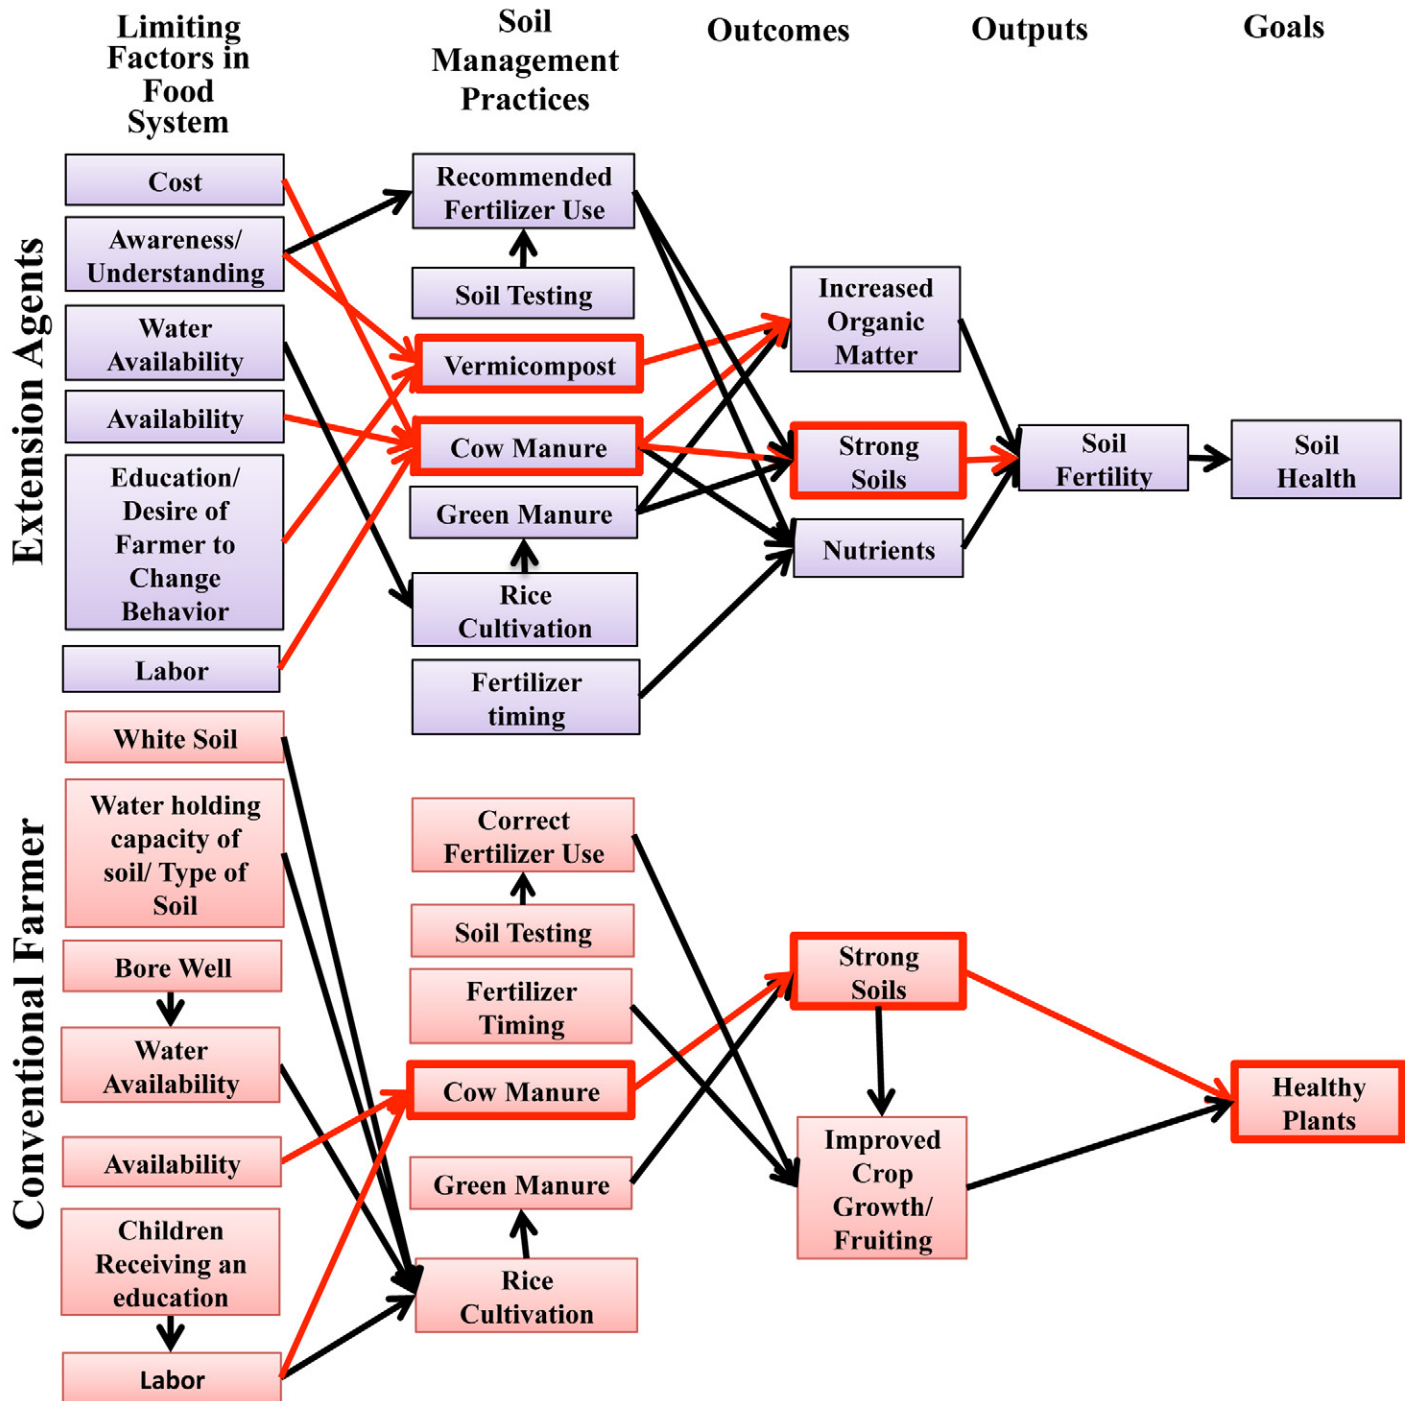 Limiting
Factors in
Food
System
Soil
Management
Practices
Outcomes
Outputs
Goals
Extension Agents
Cost
Awareness/
Understanding
Water
Availability
Availability
Education/
Desire of
Farmer to
Change
Behavior
Labor
Recommended
Fertilizer Use
Soil Testing
Vermicompost
Cow Manure
Green Manure
Rice
Cultivation
Fertilizer
timing
Increased
Organic
Matter
Strong
Soils
Nutrients
Soil
Fertility
Soil
Health
Conventional Farmer
White Soil
Water holding
capacity of
soil/ Type of
Soil
Bore Well
Water
Availability
Availability
Children
Receiving an
education
Labor
Correct
Fertilizer Use
Soil Testing
Fertilizer
Timing
Cow Manure
Green Manure
Rice
Cultivation
Strong
Soils
Improved
Crop
Growth/
Fruiting
Healthy
Plants